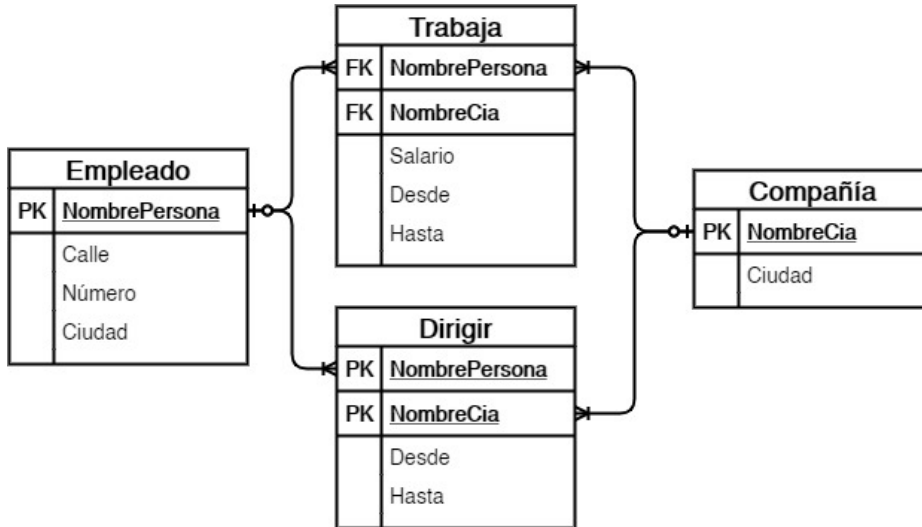 Trabaja
FK NombrePersona
FK NombreCia
Salario
Desde
Hasta
Empleado
PK NombrePersona
Calle
Número
Ciudad
Compañía
PK NombreCia
Ciudad
Dirigir
PK NombrePersona
PK NombreCia
Desde
Hasta